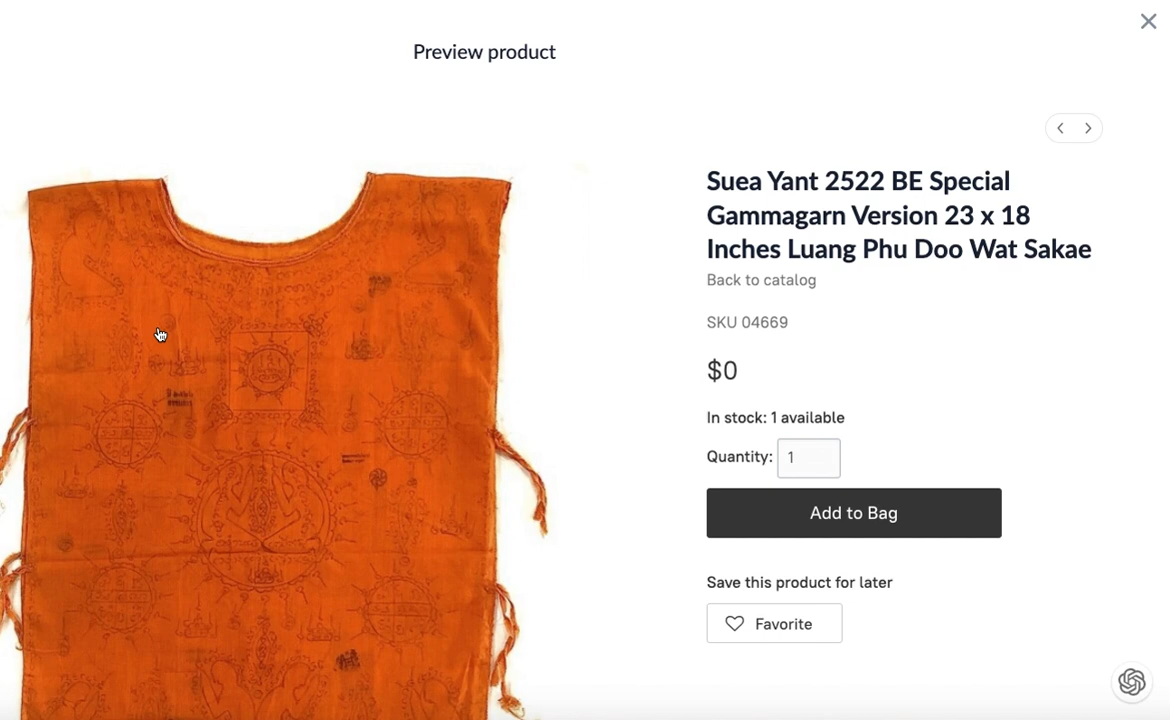 Preview product
Suea Yant 2522 BE Special
Gammagarn Version 23 x 18
Inches Luang Phu Doo Wat Sakae
Back to catalog
SKU 04669
$0
In stock: 1 available
Quantity: 1
Add to Bag
Save this product for later
Favorite